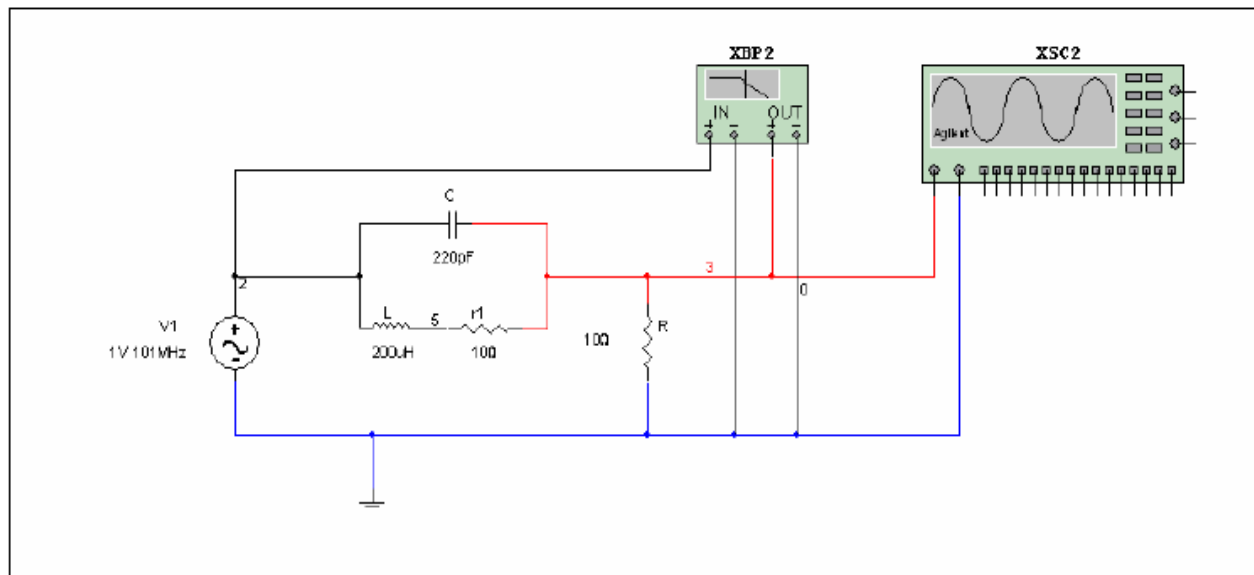 XBP2
XSC2
IN OUT
+ - + -
Agilent
C
220pF
2
3
0
L
5
r1
V1
1V 101MHz
200uH
10Ω
10Ω
R